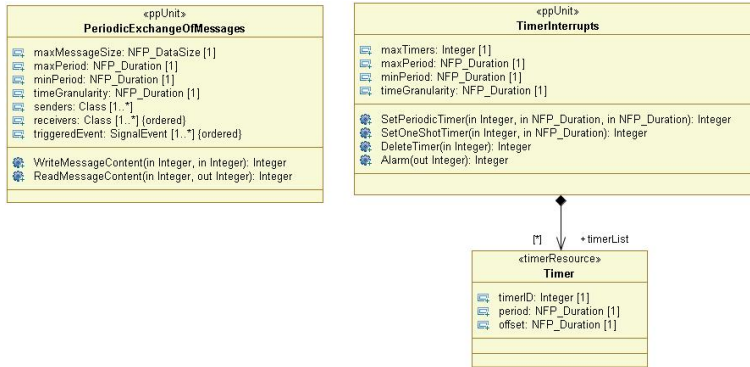 «ppUnit»
PeriodicExchangeOfMessages
maxMessageSize: NFP_DataSize [1]
maxPeriod: NFP_Duration [1]
minPeriod: NFP_Duration [1]
timeGranularity: NFP_Duration [1]
senders: Class [1..*]
receivers: Class [1..*] {ordered}
triggeredEvent: SignalEvent [1..*] {ordered}
WriteMessageContent(in Integer, in Integer): Integer
ReadMessageContent(in Integer, out Integer): Integer
«ppUnit»
TimerInterrupts
maxTimers: Integer [1]
maxPeriod: NFP_Duration [1]
minPeriod: NFP_Duration [1]
timeGranularity: NFP_Duration [1]
SetPeriodicTimer(in Integer, in NFP_Duration, in NFP_Duration): Integer
SetOneShotTimer(in Integer, in NFP_Duration): Integer
DeleteTimer(in Integer): Integer
Alarm(out Integer): Integer
[*] + timerList
«timerResource»
Timer
timerID: Integer [1]
period: NFP_Duration [1]
offset: NFP_Duration [1]